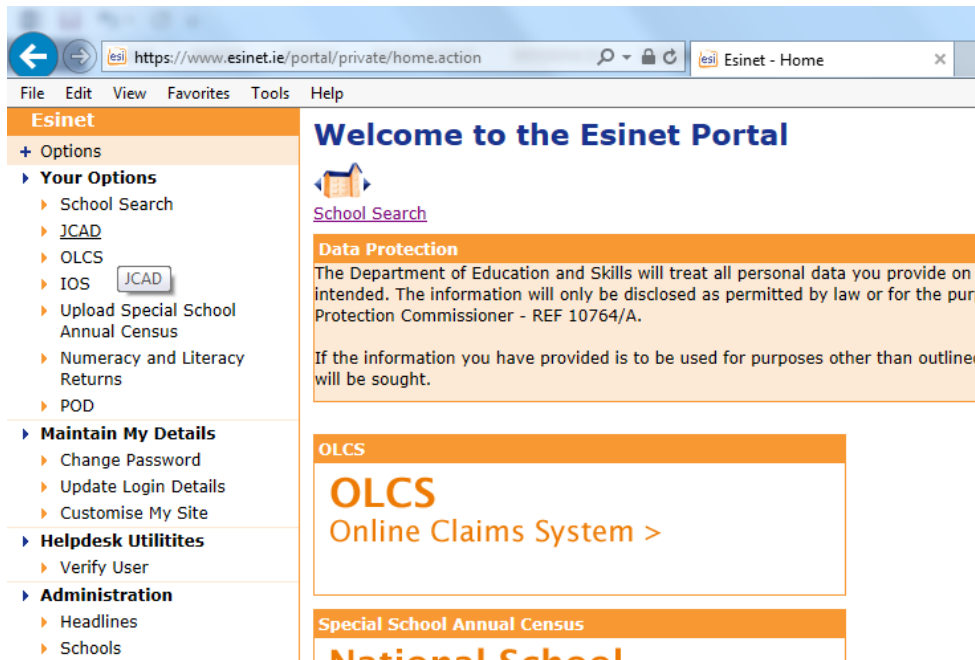 https://www.esinet.ie/portal/private/home.action
esi Esinet - Home
File Edit View Favorites Tools Help
Esinet
+ Options
Your Options
School Search
JCAD
OLCS
IOS
JCAD
Upload Special School
Annual Census
Numeracy and Literacy
Returns
POD
Maintain My Details
Change Password
Update Login Details
Customise My Site
Helpdesk Utilitites
Verify User
Administration
Headlines
Schools
Welcome to the Esinet Portal
School Search
Data Protection
The Department of Education and Skills will treat all personal data you provide on
intended. The information will only be disclosed as permitted by law or for the pur
Protection Commissioner - REF 10764/A.
If the information you have provided is to be used for purposes other than outline
will be sought.
OLCS
OLCS
Online Claims System >
Special School Annual Census
National School